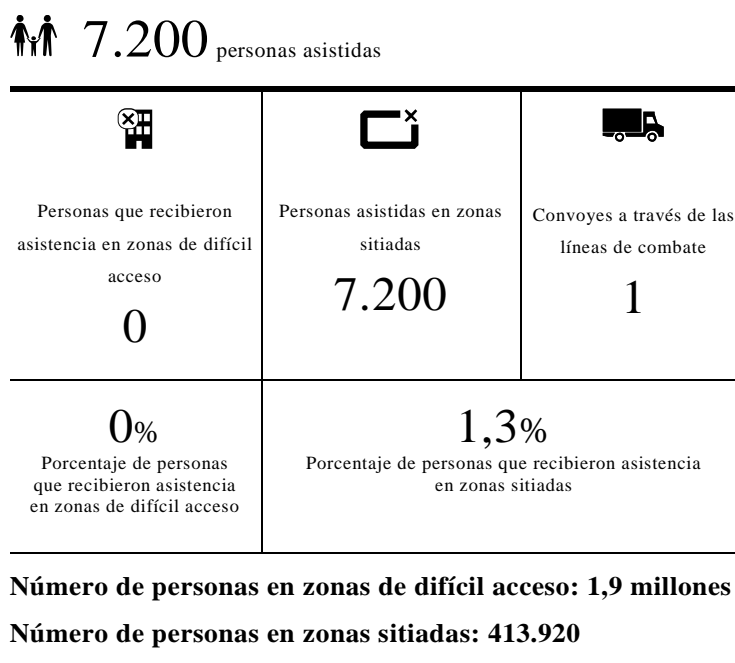 7.200 personas asistidas
Personas que recibieron
asistencia en zonas de difícil
acceso
0
Personas asistidas en zonas
sitiadas
7.200
Convoyes a través de las
líneas de combate
1
0%
Porcentaje de personas
que recibieron asistencia
en zonas de difícil acceso
1,3%
Porcentaje de personas que recibieron asistencia
en zonas sitiadas
Número de personas en zonas de difícil acceso: 1,9 millones
Número de personas en zonas sitiadas: 413.920